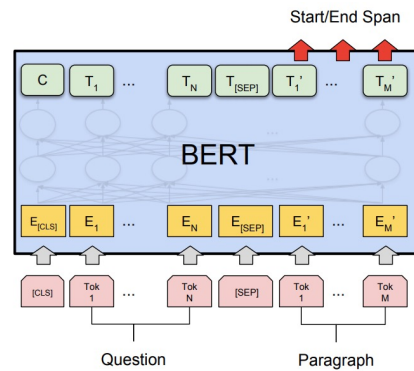 Start/End Span
C T1 ... TN T[SEP] T1' ... TM'
...
BERT
...
E[CLS] E1 ... EN E[SEP] E1' ... EM'
[CLS] Tok 1 ... Tok N [SEP] Tok 1 ... Tok M
Question Paragraph